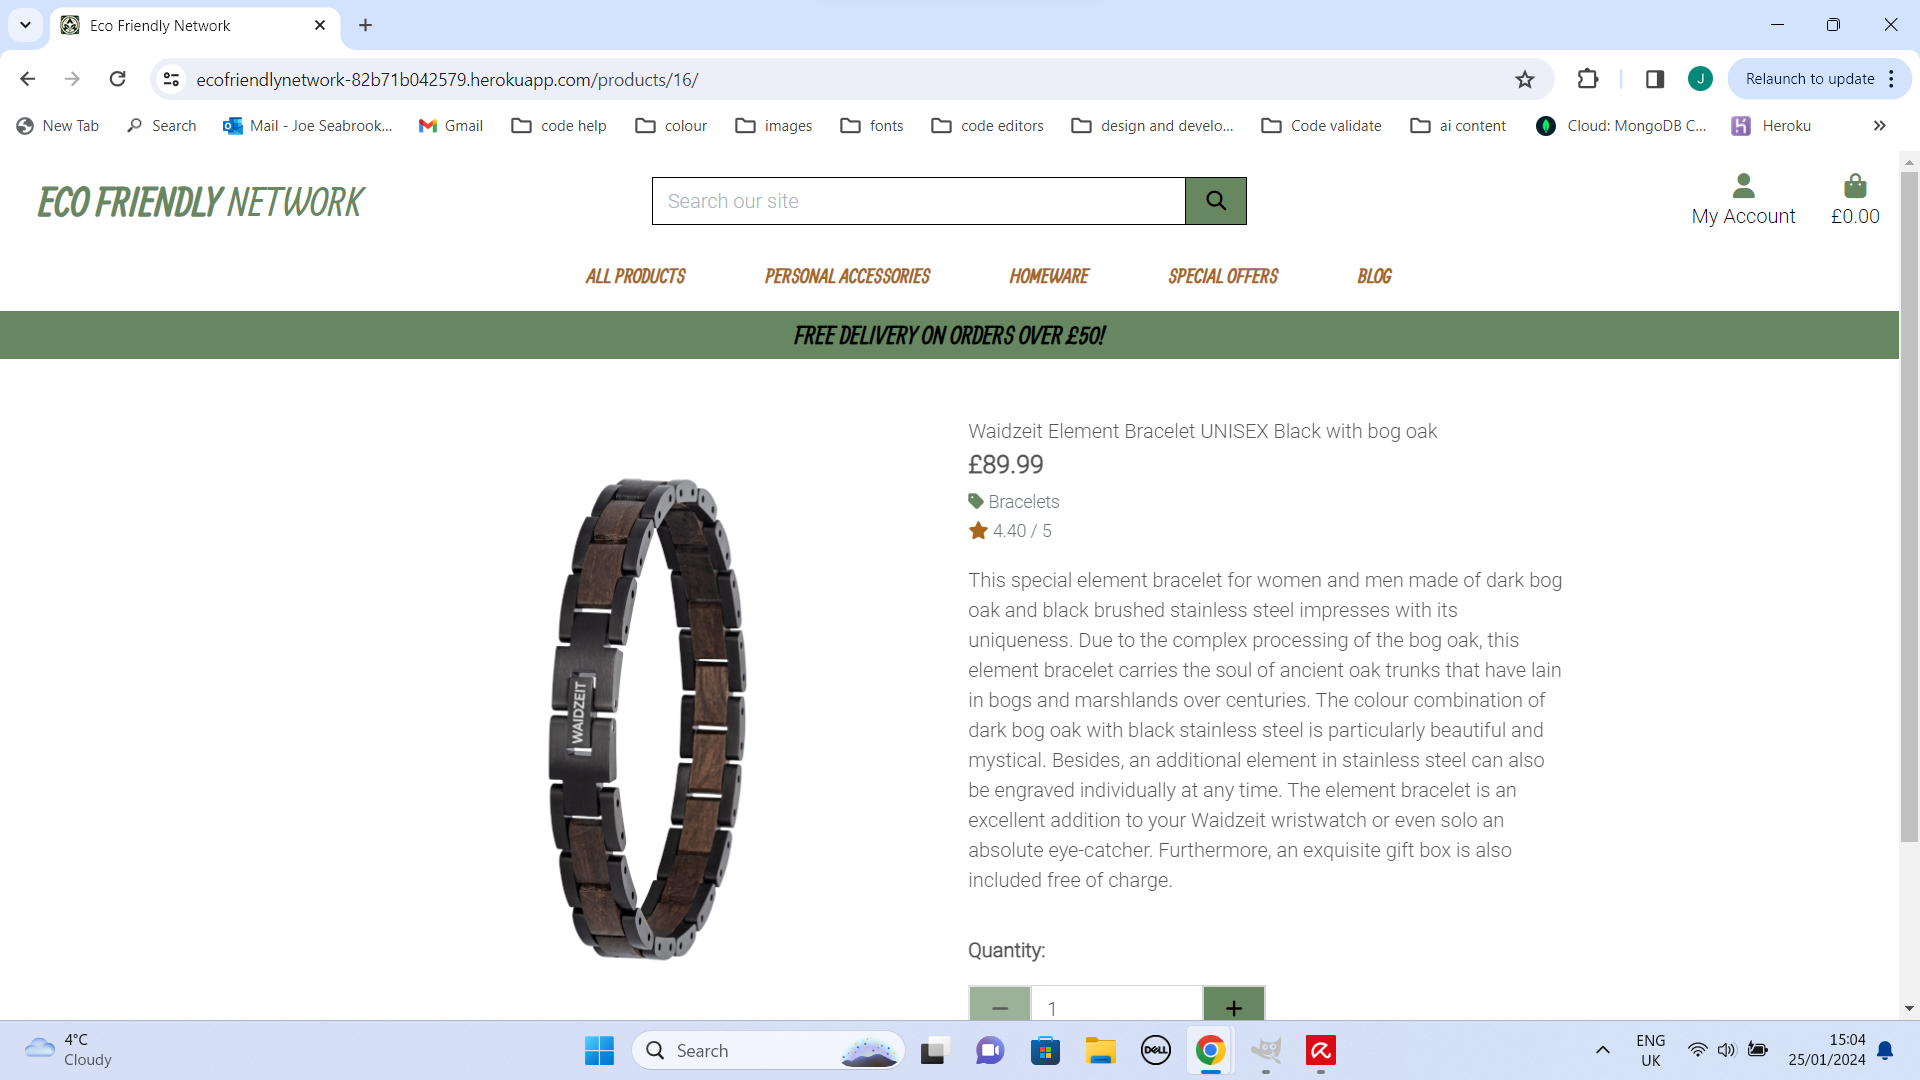 Eco Friendly Network
ecofriendlynetwork-82b71b042579.herokuapp.com/products/16/
J
Relaunch to update
New Tab
Search
Mail - Joe Seabrook...
Gmail
code help
colour
images
fonts
code editors
design and develo...
Code validate
ai content
Cloud: MongoDB C...
Heroku
ECO FRIENDLY NETWORK
Search our site
My Account
£0.00
ALL PRODUCTS
PERSONAL ACCESSORIES
HOMEWARE
SPECIAL OFFERS
BLOG
FREE DELIVERY ON ORDERS OVER £50!
WAIDZEIT
Waidzeit Element Bracelet UNISEX Black with bog oak
£89.99
Bracelets
4.40 / 5
This special element bracelet for women and men made of dark bog
oak and black brushed stainless steel impresses with its
uniqueness. Due to the complex processing of the bog oak, this
element bracelet carries the soul of ancient oak trunks that have lain
in bogs and marshlands over centuries. The colour combination of
dark bog oak with black stainless steel is particularly beautiful and
mystical. Besides, an additional element in stainless steel can also
be engraved individually at any time. The element bracelet is an
excellent addition to your Waidzeit wristwatch or even solo an
absolute eye-catcher. Furthermore, an exquisite gift box is also
included free of charge.
Quantity:
1
4°C
Cloudy
Search
DELL
ENG
UK
15:04
25/01/2024